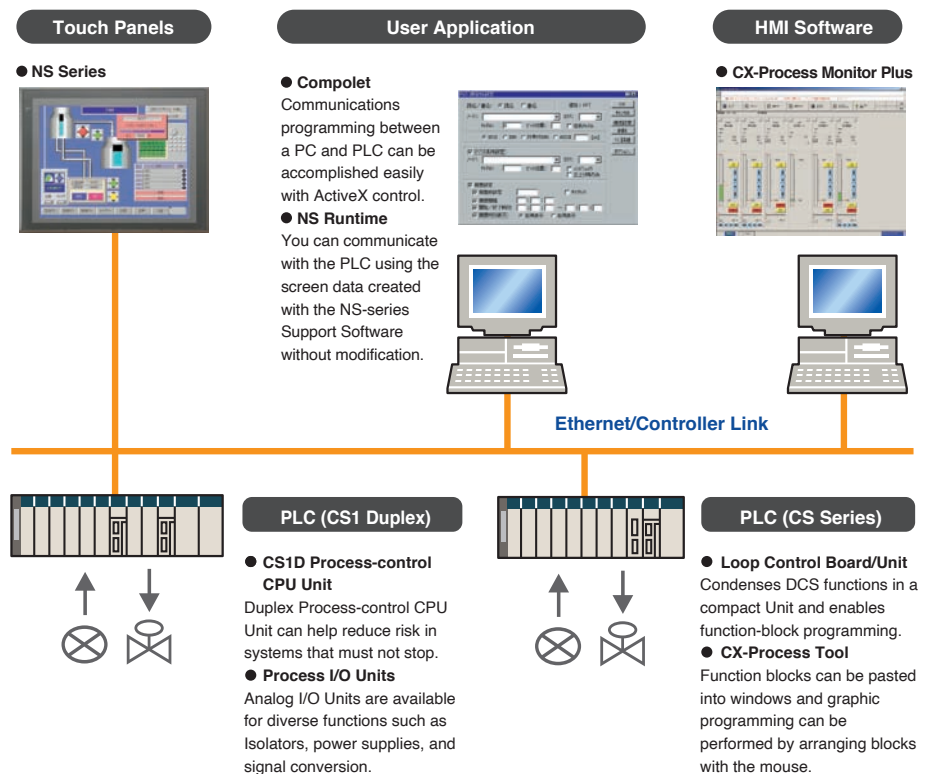 Touch Panels
● NS Series
User Application
● Compolet
Communications
programming between
a PC and PLC can be
accomplished easily
with ActiveX control.
● NS Runtime
You can communicate
with the PLC using the
screen data created
with the NS-series
Support Software
without modification.
HMI Software
● CX-Process Monitor Plus
Ethernet/Controller Link
PLC (CS1 Duplex)
● CS1D Process-control
CPU Unit
Duplex Process-control CPU
Unit can help reduce risk in
systems that must not stop.
● Process I/O Units
Analog I/O Units are available
for diverse functions such as
Isolators, power supplies, and
signal conversion.
PLC (CS Series)
● Loop Control Board/Unit
Condenses DCS functions in a
compact Unit and enables
function-block programming.
● CX-Process Tool
Function blocks can be pasted
into windows and graphic
programming can be
performed by arranging blocks
with the mouse.